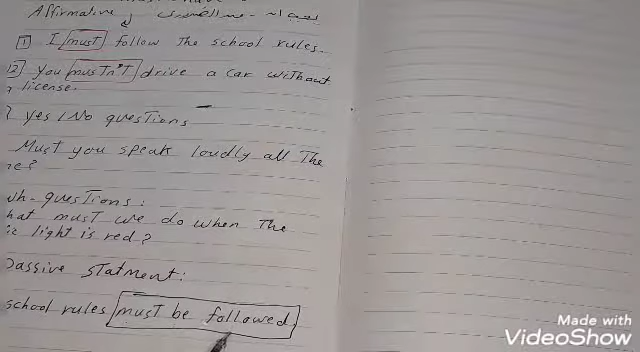 Affirmative
1 I must follow The school rules.
2] you mustn't drive a car without
license.
yes/No questions
Must you speak loudly all The
wh-questions:
must we do when The
light is red?
passive statment:
school rules must be followed.
Made with
VideoShow